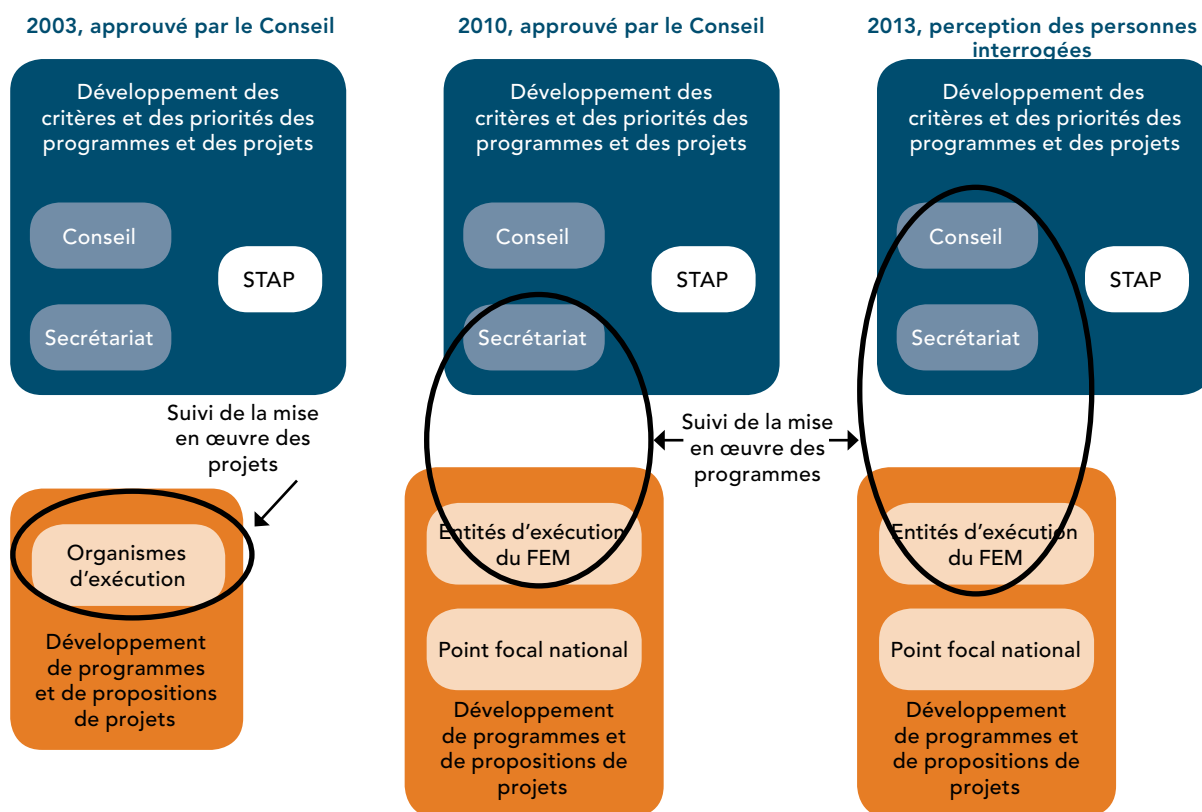 2003, approuvé par le Conseil
Développement des
critères et des priorités des
programmes et des projets
Conseil
STAP
Secrétariat
Suivi de la mise
en œuvre des
projets
Organismes
d'exécution
Développement
de programmes
et de propositions
de projets
2010, approuvé par le Conseil
Développement des
critères et des priorités des
programmes et des projets
Conseil
STAP
Secrétariat
Suivi de la mise
en œuvre des
programmes
Entités d'exécution
du FEM
Point focal national
Développement
de programmes et
de propositions de
projets
2013, perception des personnes
interrogées
Développement des
critères et des priorités des
programmes et des projets
Conseil
STAP
Secrétariat
Entités d'exécution
du FEM
Point focal national
Développement
de programmes et
de propositions de
projets